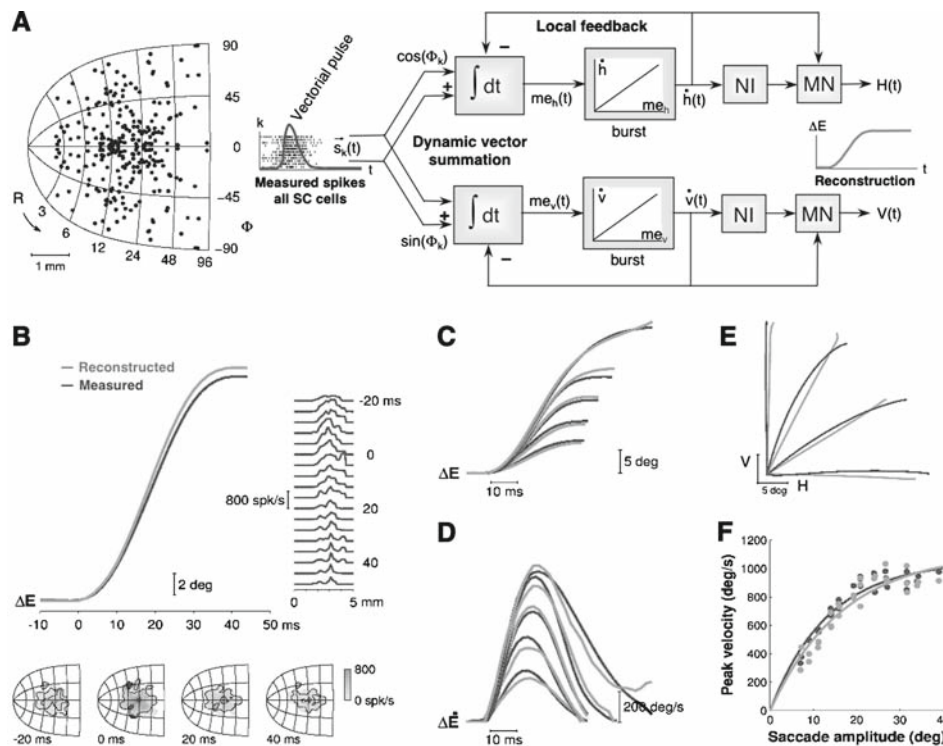 A
90
45
0
−45
−90
Φ
R
3
6
12
24
48
96
1 mm
Vectorial pulse
k
t
s_k(t)
Measured spikes
all SC cells
cos(Φ_k)
+
−
∫ dt
Dynamic vector
summation
+
sin(Φ_k)
∫ dt
−
Local feedback
me_h(t)
ḣ
me_h
burst
ḣ(t)
NI
MN
H(t)
ΔE
t
Reconstruction
me_v(t)
v̇
me_v
burst
v̇(t)
NI
MN
V(t)
B
Reconstructed
Measured
2 deg
ΔE
-10
0
10
20
30
40
50 ms
800 spk/s
-20 ms
0
20
40
0
5 mm
-20 ms
0 ms
20 ms
40 ms
800
0 spk/s
C
ΔE
10 ms
5 deg
D
ΔĖ
10 ms
200 deg/s
E
V
5 deg
H
F
Peak velocity (deg/s)
1200
1000
800
600
400
200
0
0
10
20
30
Saccade amplitude (deg)